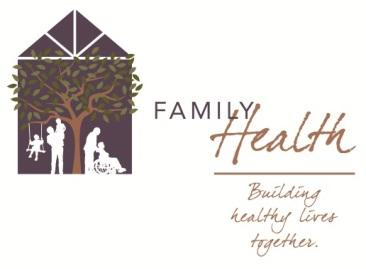 FAMILY
Health
Building
healthy lives
together.